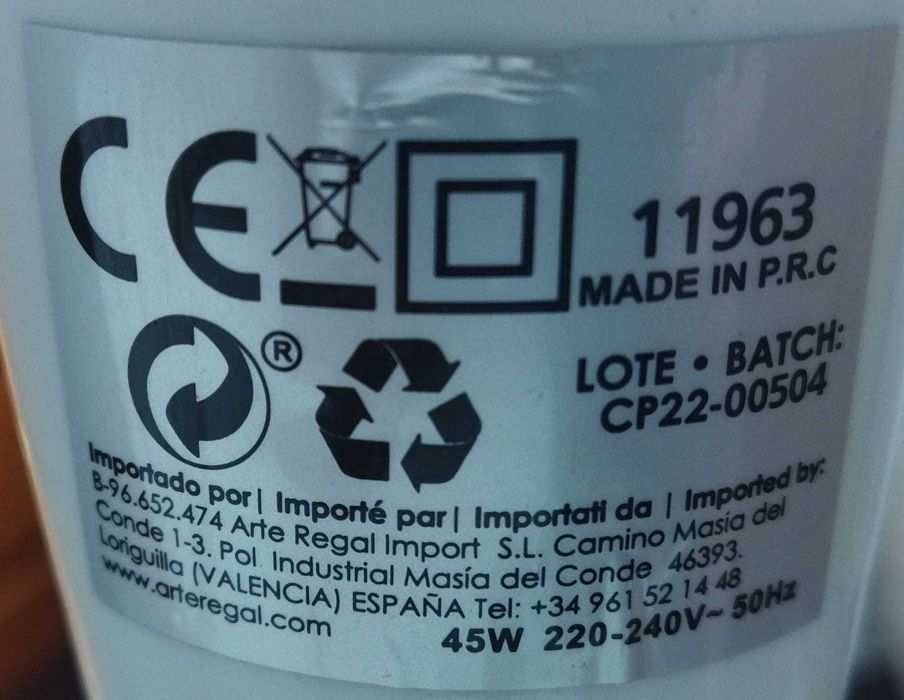 CE
11963
MADE IN P.R.C
®
LOTE • BATCH:
CP22-00504
Importado por| Importé par| Importati da | Imported by:
B-96.652.474 Arte Regal Import S.L. Camino Masía del
Conde 1-3. Pol. Industrial Masía del Conde 46393.
Loriguilla (VALENCIA) ESPAÑA Tel: +34 961 52 14 48
www.arteregal.com
45W 220-240V~ 50Hz